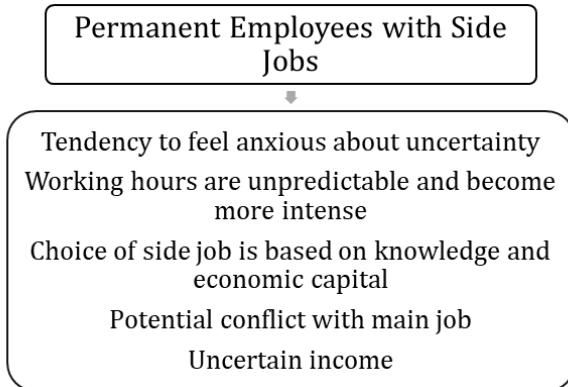 Permanent Employees with Side
Jobs
Tendency to feel anxious about uncertainty
Working hours are unpredictable and become
more intense
Choice of side job is based on knowledge and
economic capital
Potential conflict with main job
Uncertain income